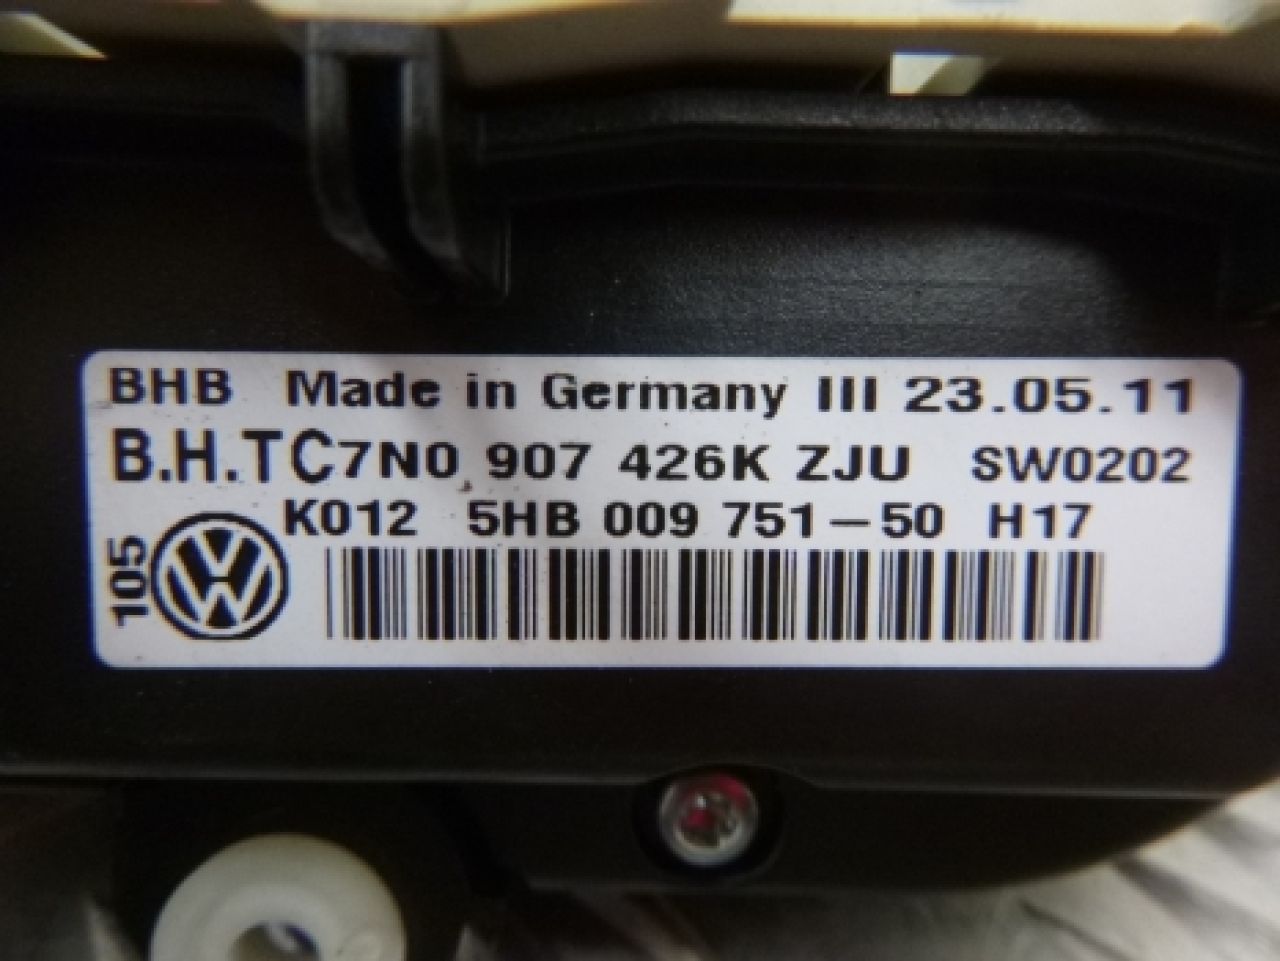 BHB Made in Germany III 23.05.11
B.H.TC7N0 907 426K ZJU SW0202
K012 5HB 009 751-50 H17
105